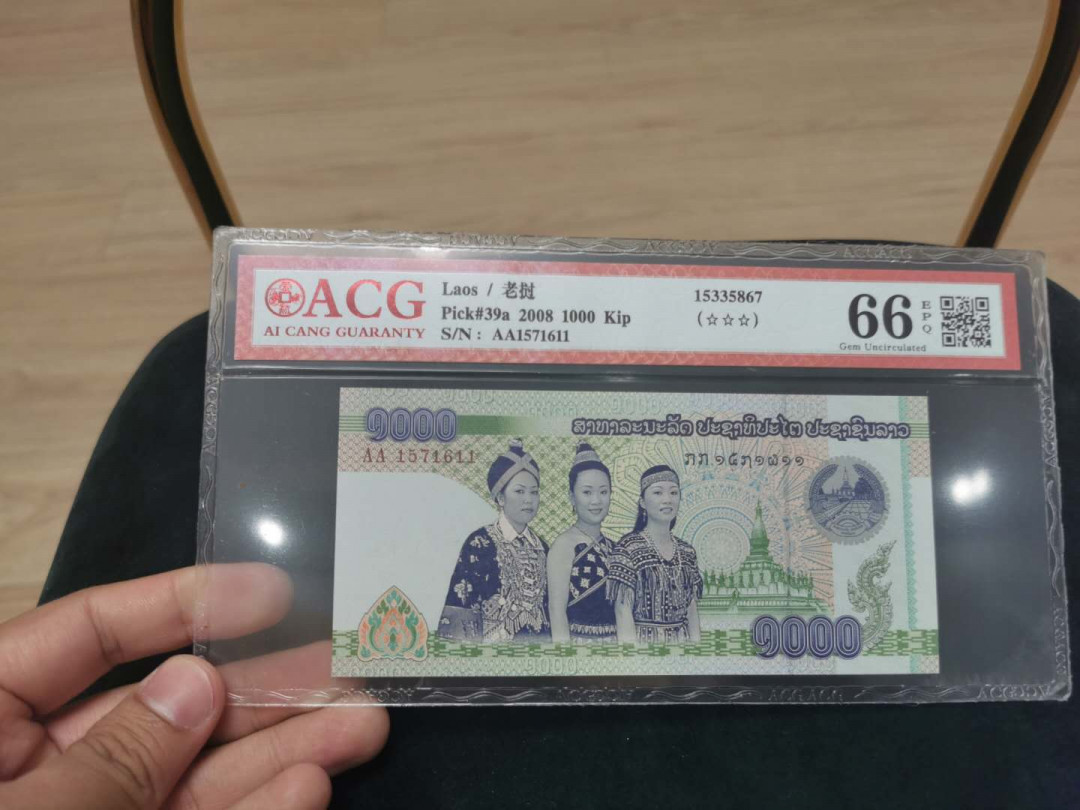 ACG
AI CANG GUARANTY
Laos / 老挝
Pick#39a 2008 1000 Kip
S/N : AA1571611
15335867
(☆☆☆)
66
EPQ
Gem Uncirculated
໑໐໐໐
ສາທາລະນະລັດ ປະຊາທິປະໄຕ ປະຊາຊົນລາວ
AA 1571611
ກກ ໑໕໗໑໖໑໑
໑໐໐໐